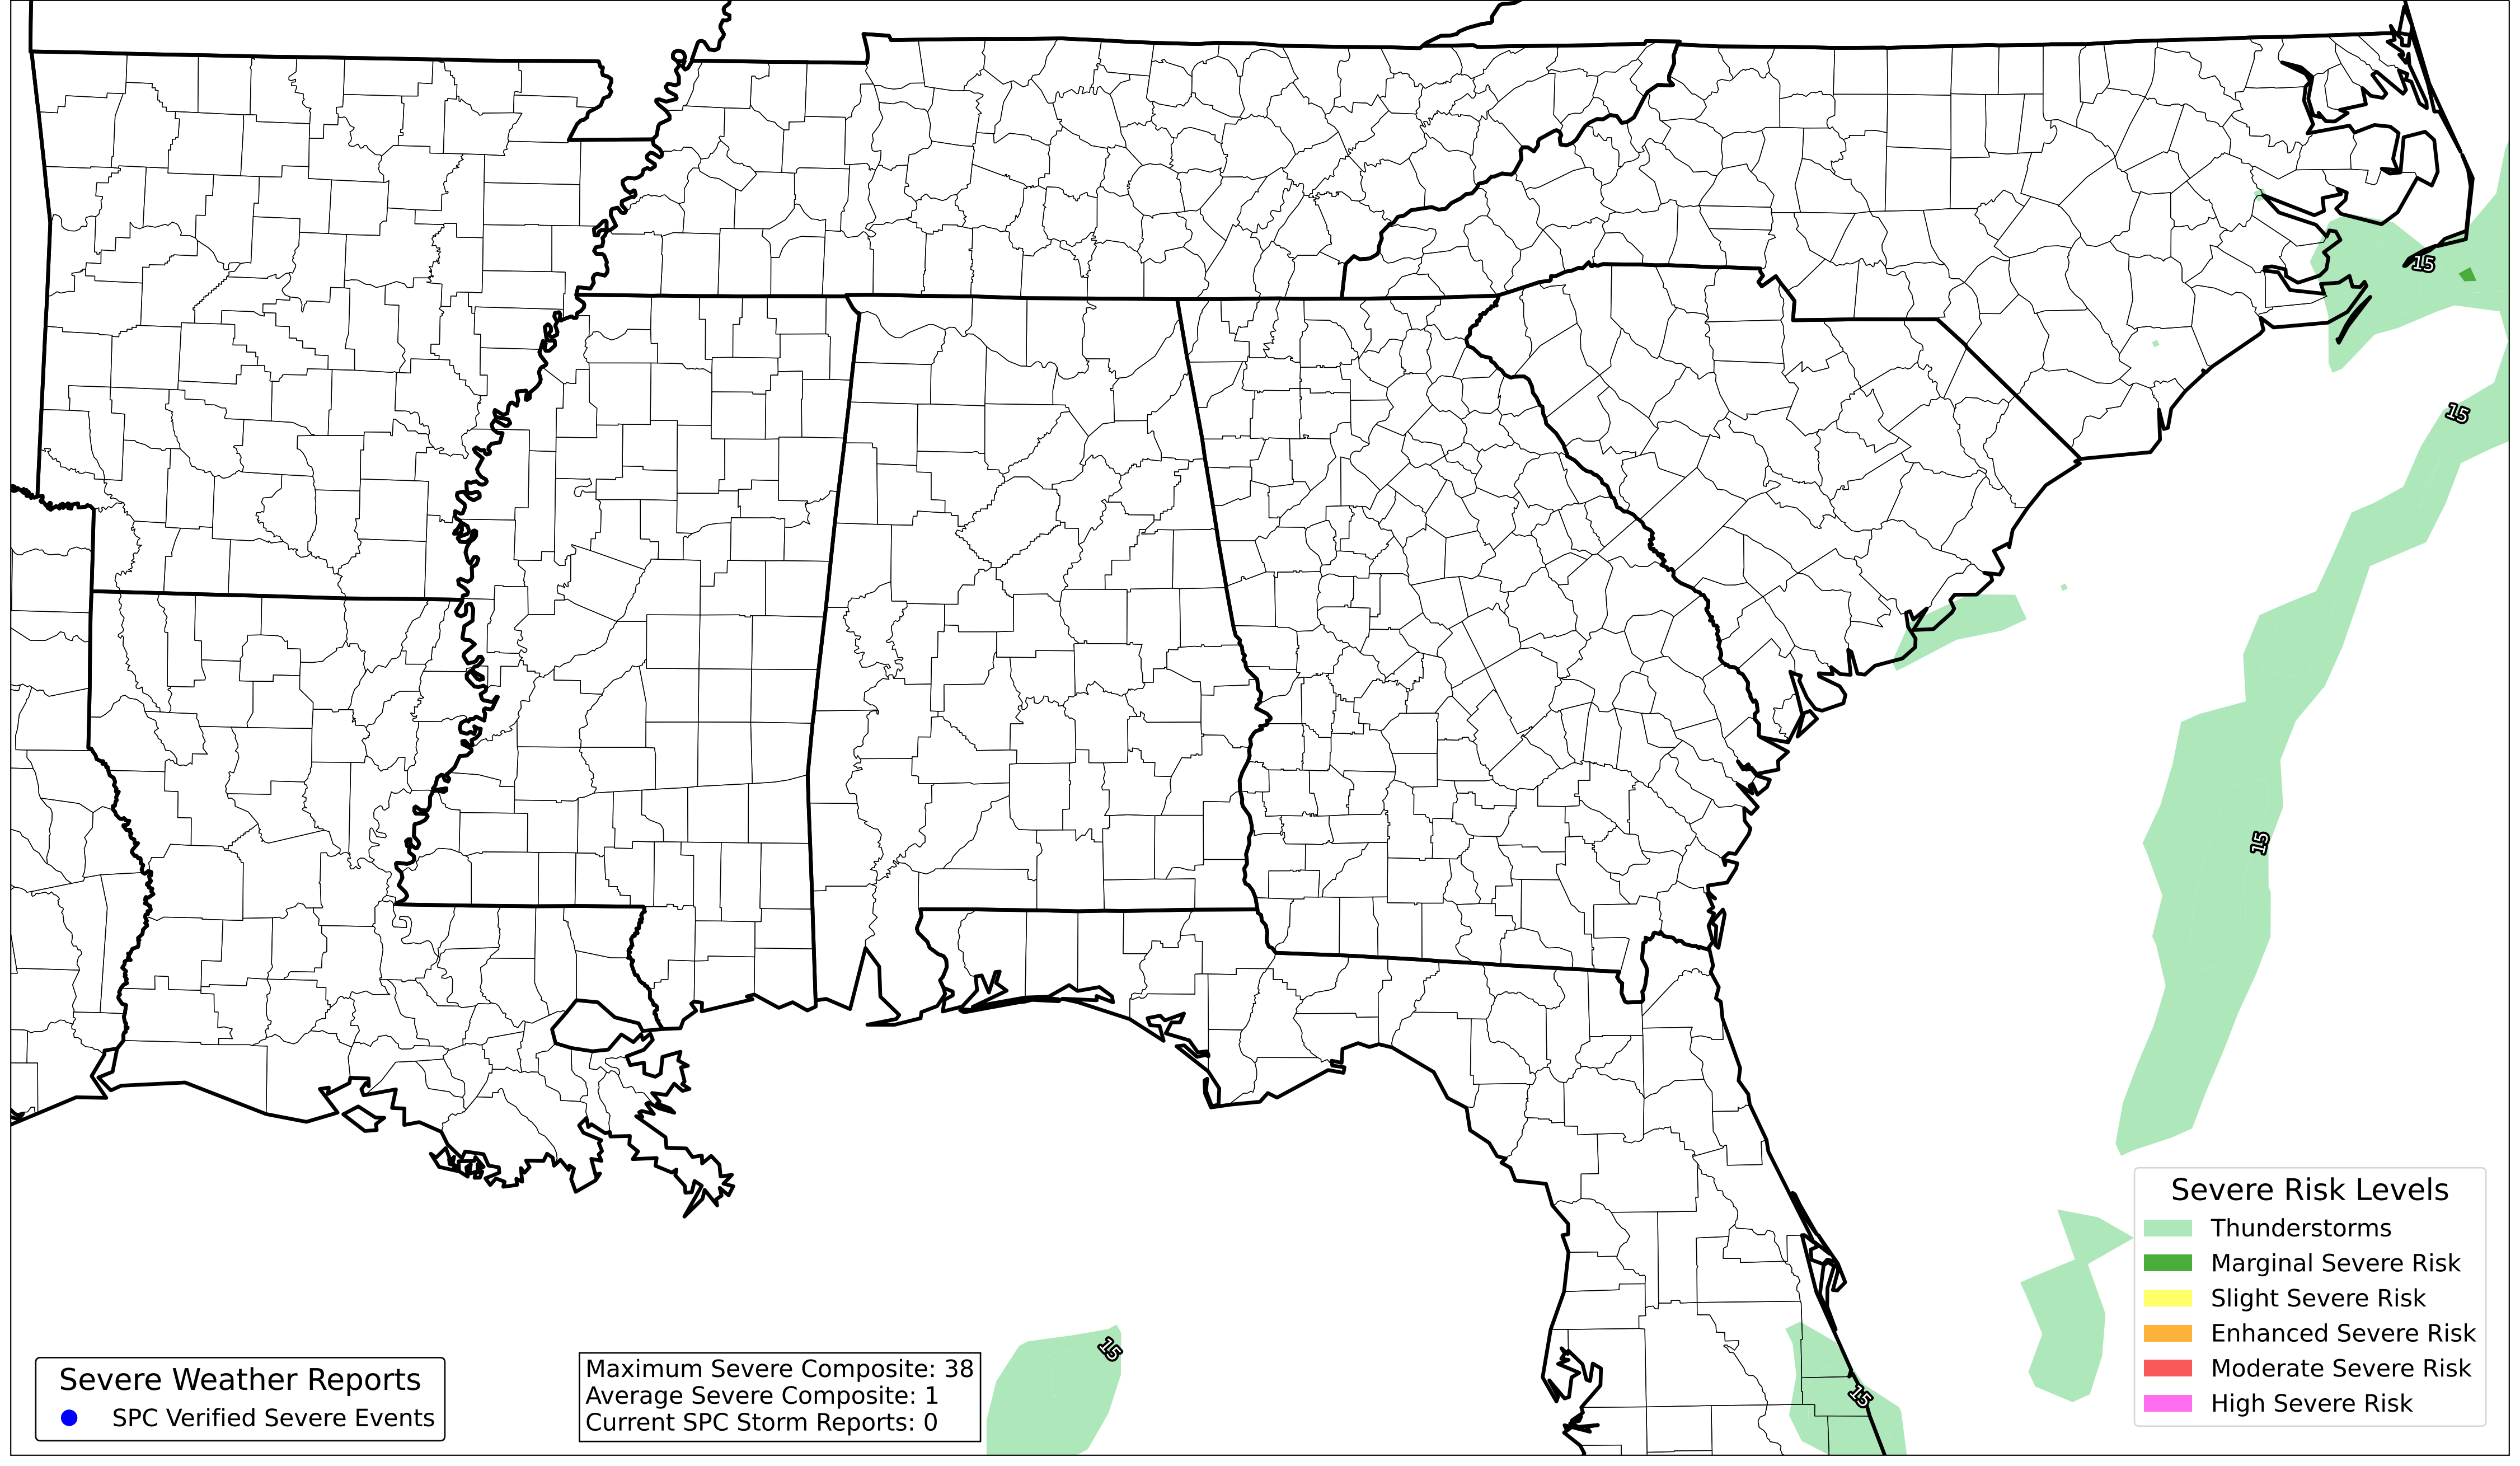 15
15
15
15
15
Severe Risk Levels
Thunderstorms
Marginal Severe Risk
Slight Severe Risk
Enhanced Severe Risk
Moderate Severe Risk
High Severe Risk
Severe Weather Reports
SPC Verified Severe Events
Maximum Severe Composite: 38
Average Severe Composite: 1
Current SPC Storm Reports: 0